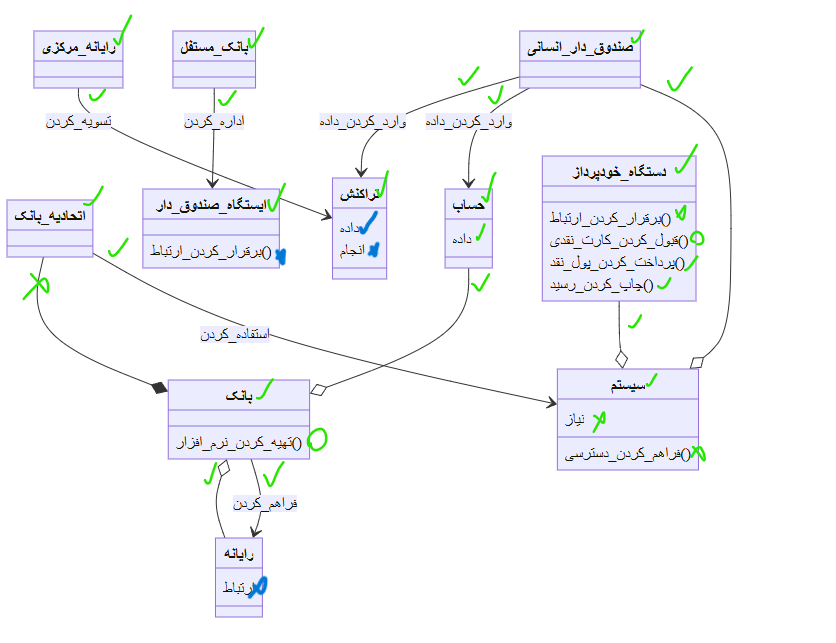 رایانه_مرکزی
بانک_مستقل
صندوق_دار_انسانی
تسویه_کردن
اداره_کردن
وارد_کردن_داده
وارد_کردن_داده
دستگاه_خودپرداز
برقرار_کردن_ارتباط()
قبول_کردن_کارت_نقدی()
پرداخت_کردن_پول_نقد()
چاپ_کردن_رسید()
اتحادیه_بانک
ایستگاه_صندوق_دار
برقرار_کردن_ارتباط()
تراکنش
داده
انجام
حساب
داده
استفاده_کردن
بانک
تهیه_کردن_نرم_افزار()
سیستم
نیاز
فراهم_کردن_دسترسی()
فراهم_کردن
رایانه
ارتباط